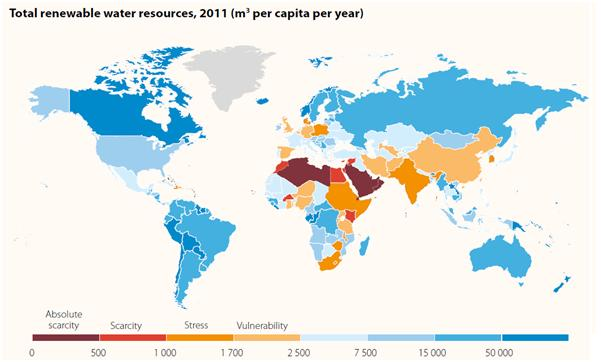 Total renewable water resources, 2011 (m³ per capita per year)
Absolute scarcity
Scarcity
Stress
Vulnerability
0 500 1 000 1 700 2 500 7 500 15 000 50 000